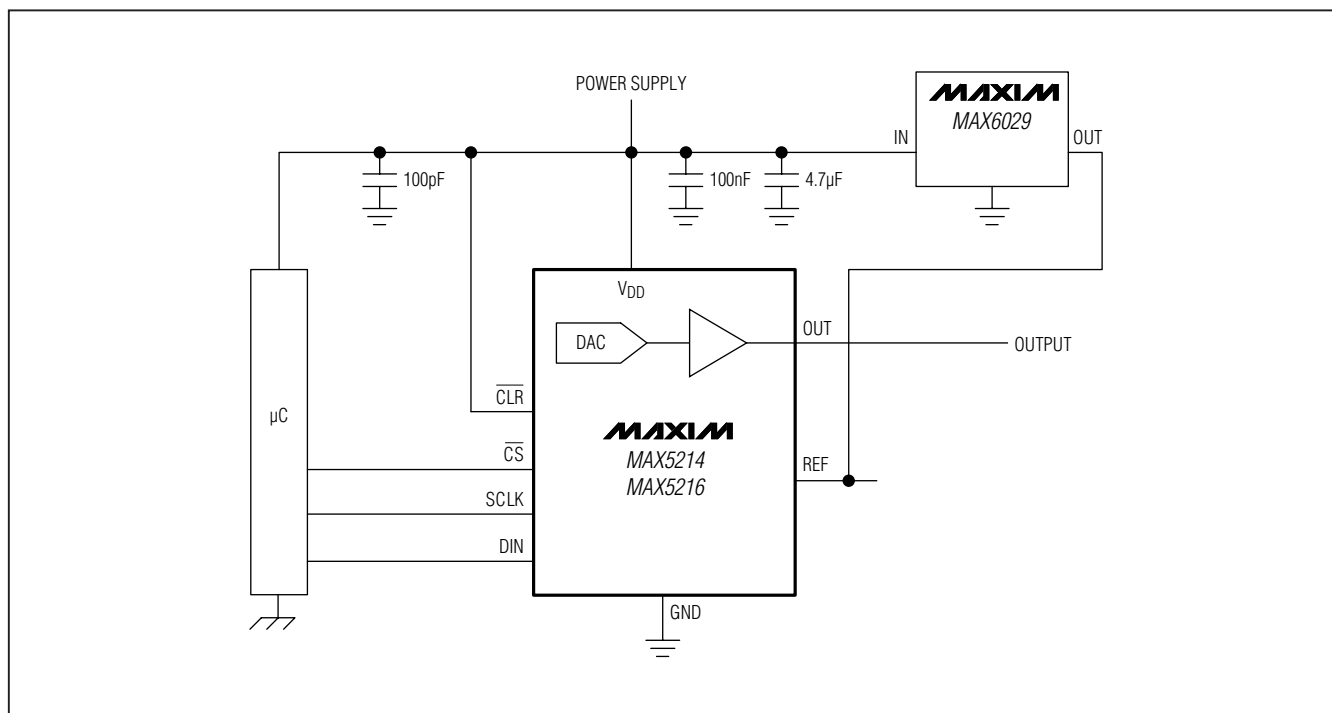 POWER SUPPLY
MAXIM
MAX6029
IN
OUT
100pF
100nF
4.7µF
VDD
DAC
OUT
OUTPUT
CLR
µC
MAXIM
CS
MAX5214
REF
MAX5216
SCLK
DIN
GND